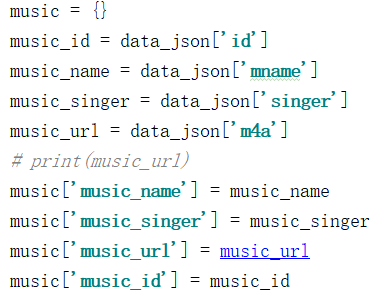 music = {}
music_id = data_json['id']
music_name = data_json['mname']
music_singer = data_json['singer']
music_url = data_json['m4a']
# print(music_url)
music['music_name'] = music_name
music['music_singer'] = music_singer
music['music_url'] = music_url
music['music_id'] = music_id